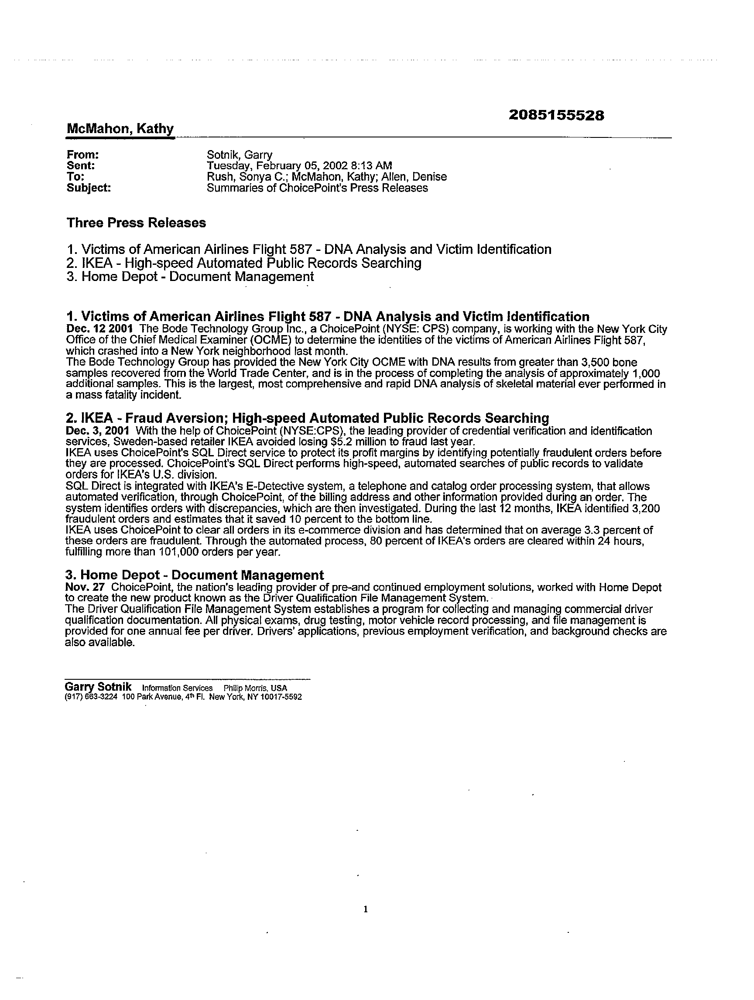 2085155528
McMahon, Kathy
From: Sotnik, Garry
Sent: Tuesday, February 05, 2002 8:13 AM
To: Rush, Sonya C.; McMahon, Kathy; Allen, Denise
Subject: Summaries of ChoicePoint's Press Releases
Three Press Releases
1. Victims of American Airlines Flight 587 - DNA Analysis and Victim Identification
2. IKEA - High-speed Automated Public Records Searching
3. Home Depot - Document Management
1. Victims of American Airlines Flight 587 - DNA Analysis and Victim Identification
Dec. 12 2001 The Bode Technology Group Inc., a ChoicePoint (NYSE: CPS) company, is working with the New York City
Office of the Chief Medical Examiner (OCME) to determine the identities of the victims of American Airlines Flight 587,
which crashed into a New York neighborhood last month.
The Bode Technology Group has provided the New York City OCME with DNA results from greater than 3,500 bone
samples recovered from the World Trade Center, and is in the process of completing the analysis of approximately 1,000
additional samples. This is the largest, most comprehensive and rapid DNA analysis of skeletal material ever performed in
a mass fatality incident.
2. IKEA - Fraud Aversion; High-speed Automated Public Records Searching
Dec. 3, 2001 With the help of ChoicePoint (NYSE:CPS), the leading provider of credential verification and identification
services, Sweden-based retailer IKEA avoided losing $5.2 million to fraud last year.
IKEA uses ChoicePoint's SQL Direct service to protect its profit margins by identifying potentially fraudulent orders before
they are processed. ChoicePoint's SQL Direct performs high-speed, automated searches of public records to validate
orders for IKEA's U.S. division.
SQL Direct is integrated with IKEA's E-Detective system, a telephone and catalog order processing system, that allows
automated verification, through ChoicePoint, of the billing address and other information provided during an order. The
system identifies orders with discrepancies, which are then investigated. During the last 12 months, IKEA identified 3,200
fraudulent orders and estimates that it saved 10 percent to the bottom line.
IKEA uses ChoicePoint to clear all orders in its e-commerce division and has determined that on average 3.3 percent of
these orders are fraudulent. Through the automated process, 80 percent of IKEA's orders are cleared within 24 hours,
fulfilling more than 101,000 orders per year.
3. Home Depot - Document Management
Nov. 27 ChoicePoint, the nation's leading provider of pre-and continued employment solutions, worked with Home Depot
to create the new product known as the Driver Qualification File Management System.
The Driver Qualification File Management System establishes a program for collecting and managing commercial driver
qualification documentation. All physical exams, drug testing, motor vehicle record processing, and file management is
provided for one annual fee per driver. Drivers' applications, previous employment verification, and background checks are
also available.
Garry Sotnik Information Services Philip Morris, USA
(917) 663-3224 100 Park Avenue, 4th Fl. New York, NY 10017-5592
1